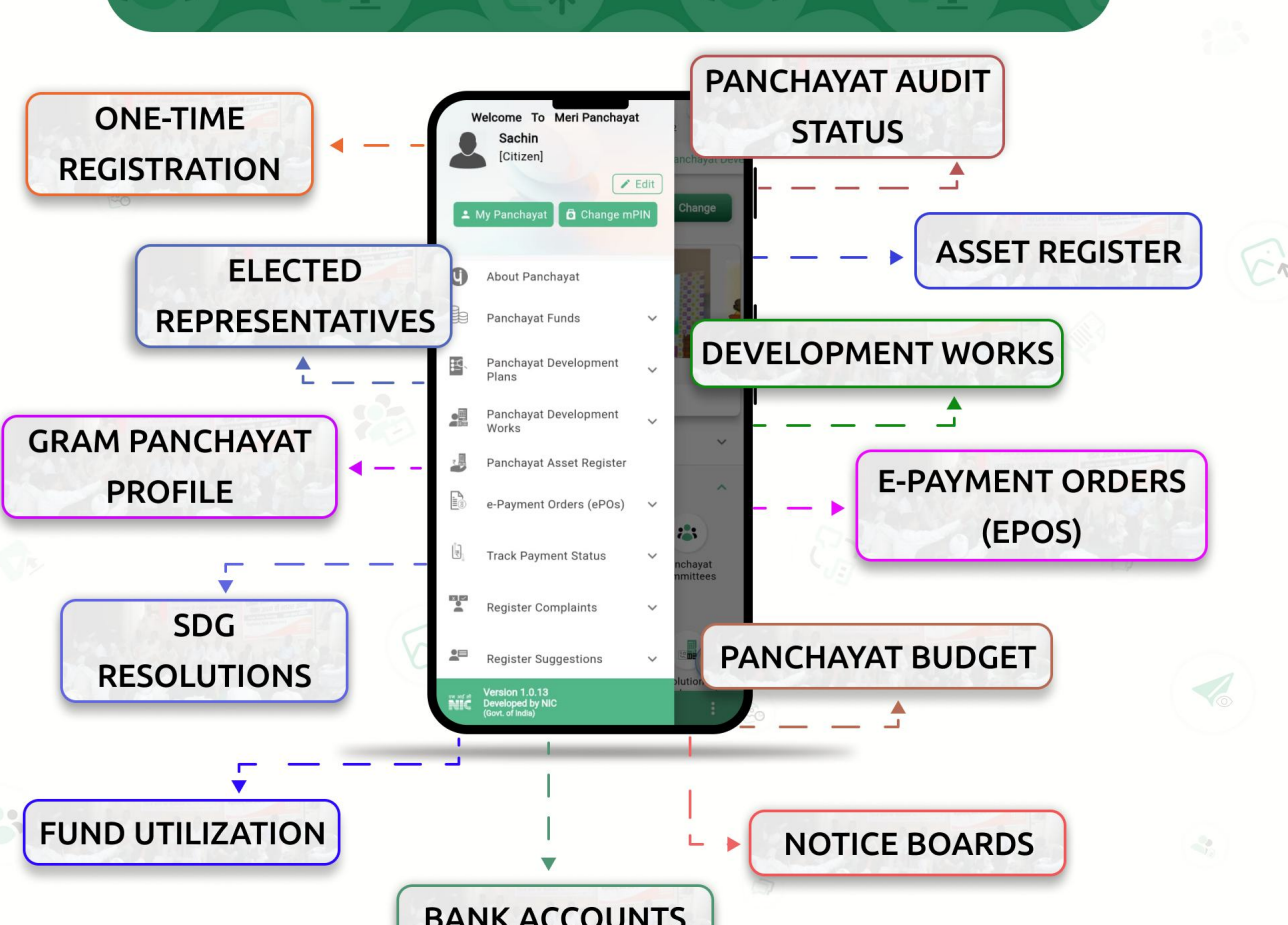 ONE-TIME
REGISTRATION
PANCHAYAT AUDIT
STATUS
Welcome To Meri Panchayat
Sachin
[Citizen]
Edit
My Panchayat
Change mPIN
Change
ELECTED
REPRESENTATIVES
ASSET REGISTER
About Panchayat
Panchayat Funds
Panchayat Development
Plans
DEVELOPMENT WORKS
Panchayat Development
Works
GRAM PANCHAYAT
PROFILE
Panchayat Asset Register
e-Payment Orders (ePOs)
E-PAYMENT ORDERS
(EPOS)
Track Payment Status
nchayat
mmittees
Register Complaints
SDG
RESOLUTIONS
Register Suggestions
PANCHAYAT BUDGET
NIC
Version 1.0.13
Developed by NIC
(Govt. of India)
FUND UTILIZATION
NOTICE BOARDS
BANK ACCOUNTS